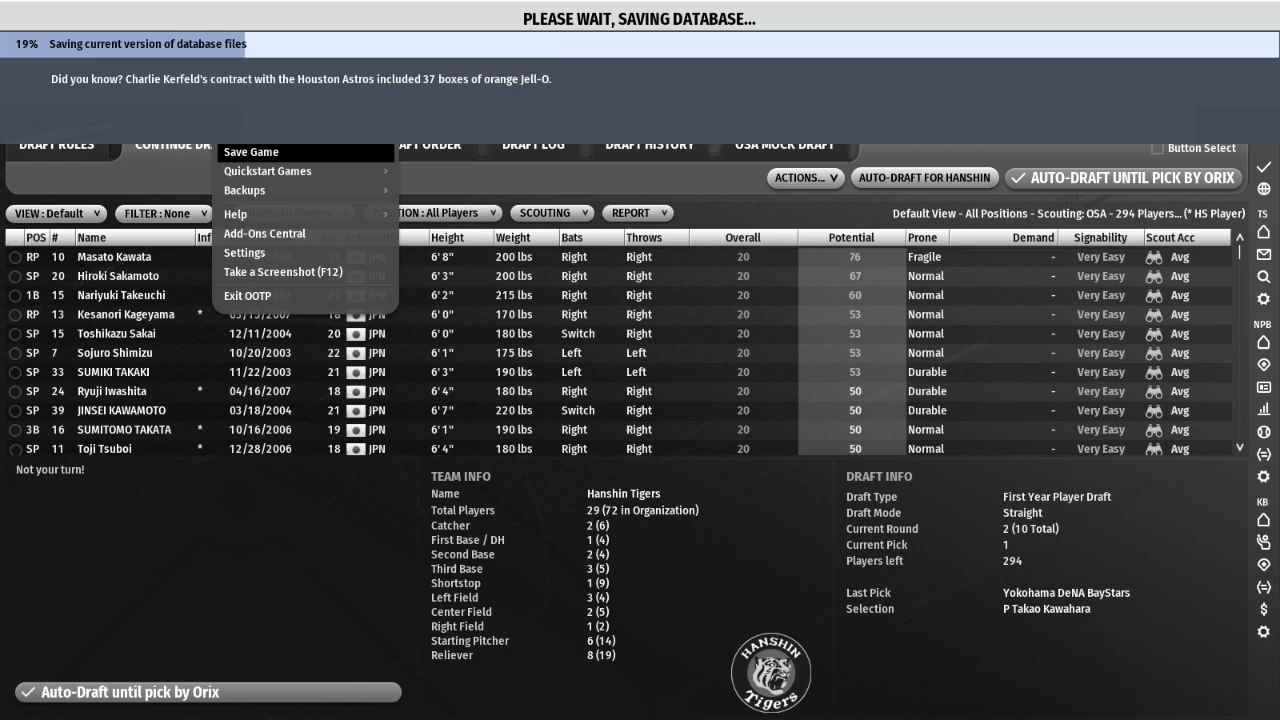 PLEASE WAIT, SAVING DATABASE...
19% Saving current version of database files
Did you know? Charlie Kerfeld's contract with the Houston Astros included 37 boxes of orange Jell-O.
DRAFT RULES CONTINUE DR AFT ORDER DRAFT LOG DRAFT HISTORY OSA MOCK DRAFT
Save Game Button Select
Quickstart Games
Backups
ACTIONS... AUTO-DRAFT FOR HANSHIN AUTO-DRAFT UNTIL PICK BY ORIX
VIEW : Default FILTER : None Help TION : All Players SCOUTING REPORT Default View - All Positions - Scouting: OSA - 294 Players... (* HS Player)
Add-Ons Central
POS # Name Inf Height Weight Bats Throws Overall Potential Prone Demand Signability Scout Acc
Settings
RP 10 Masato Kawata 6' 8" 200 lbs Right Right 20 76 Fragile - Very Easy Avg
Take a Screenshot (F12)
SP 20 Hiroki Sakamoto 6' 3" 200 lbs Right Right 20 67 Normal - Very Easy Avg
Exit OOTP
1B 15 Nariyuki Takeuchi 6' 2" 215 lbs Right Right 20 60 Normal - Very Easy Avg
RP 13 Kesanori Kageyama * 18 JPN 6' 0" 170 lbs Right Right 20 53 Normal - Very Easy Avg
SP 15 Toshikazu Sakai 12/11/2004 20 JPN 6' 0" 180 lbs Switch Right 20 53 Normal - Very Easy Avg
SP 7 Sojuro Shimizu 10/20/2003 22 JPN 6' 1" 175 lbs Left Left 20 53 Normal - Very Easy Avg
SP 33 SUMIKI TAKAKI 11/22/2003 21 JPN 6' 3" 190 lbs Left Left 20 53 Durable - Very Easy Avg
SP 24 Ryuji Iwashita * 04/16/2007 18 JPN 6' 4" 180 lbs Right Right 20 50 Durable - Very Easy Avg
SP 39 JINSEI KAWAMOTO 03/18/2004 21 JPN 6' 7" 220 lbs Switch Right 20 50 Durable - Very Easy Avg
3B 16 SUMITOMO TAKATA * 10/16/2006 19 JPN 6' 1" 190 lbs Right Right 20 50 Normal - Very Easy Avg
SP 11 Toji Tsuboi * 12/28/2006 18 JPN 6' 4" 180 lbs Right Right 20 50 Normal - Very Easy Avg
TS
NPB
KB
Not your turn!
TEAM INFO
Name Hanshin Tigers
Total Players 29 (72 in Organization)
Catcher 2 (6)
First Base / DH 1 (4)
Second Base 2 (4)
Third Base 3 (5)
Shortstop 1 (9)
Left Field 3 (4)
Center Field 2 (5)
Right Field 1 (2)
Starting Pitcher 6 (14)
Reliever 8 (19)
HANSHIN
Tigers
DRAFT INFO
Draft Type First Year Player Draft
Draft Mode Straight
Current Round 2 (10 Total)
Current Pick 1
Players left 294
Last Pick Yokohama DeNA BayStars
Selection P Takao Kawahara
Auto-Draft until pick by Orix